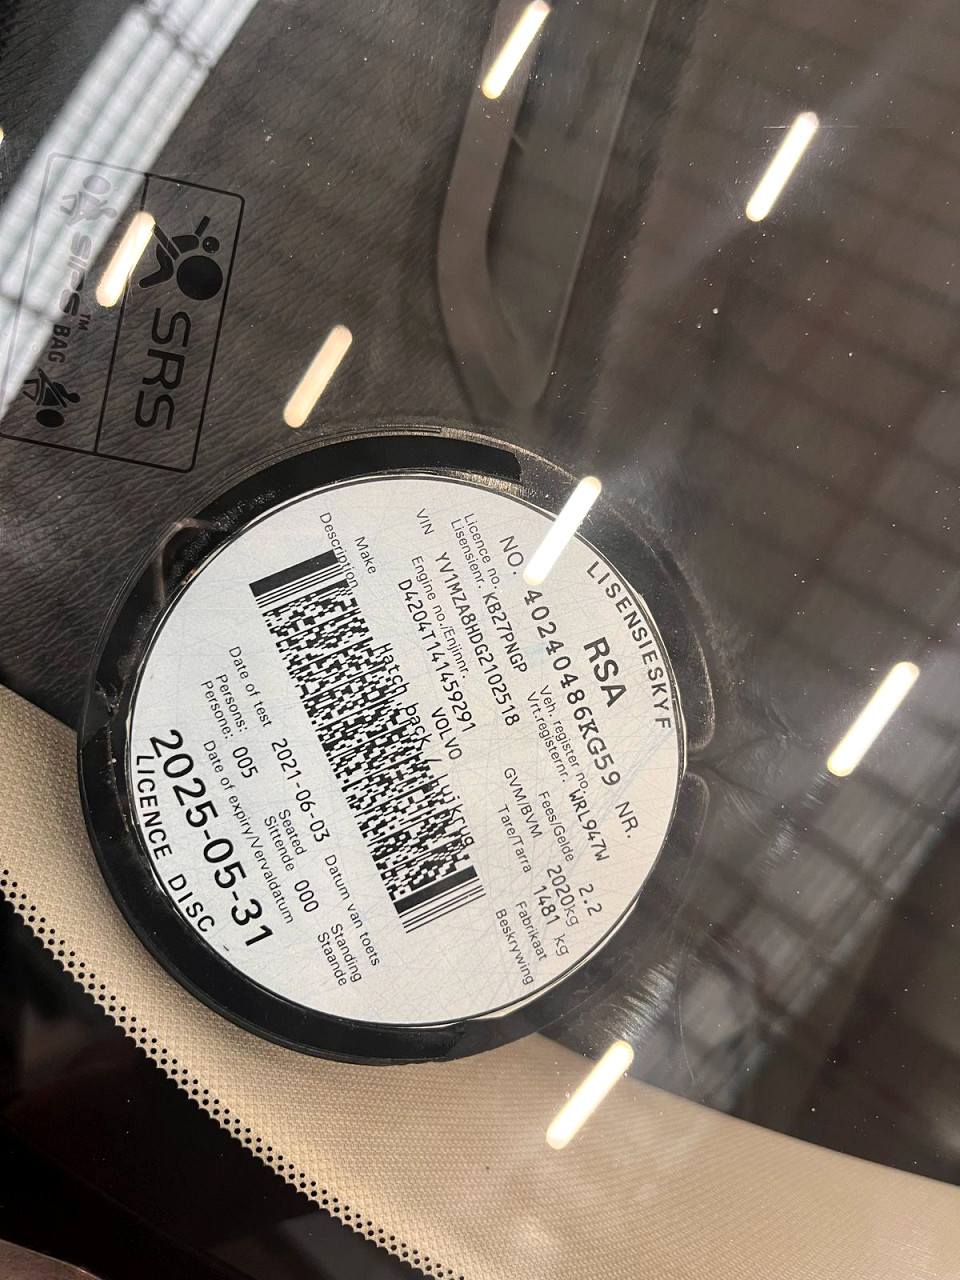 LISENSIESKYF
RSA
NO. 40240486KG59 NR.
Licence no. Veh. register no. Fees/Gelde 2.2
Lisensienr. KB27PNGP Vrt.registernr. WRL947W
VIN YV1MZA8HDG2102518 GVM/BVM 2020kg
Engine no./Enjinnr. Tare/Tarra 1481 kg
D4204T141459291
Make VOLVO Fabrikaat
Description Hatch back/ Beskrywing
Date of test 2021-06-03 Datum van toets
Persons: Seated Standing
Persone: 005 Sittende 000 Staande
Date of expiry/Vervaldatum
2025-05-31
LICENCE DISC
SRS
SIPS™ BAG